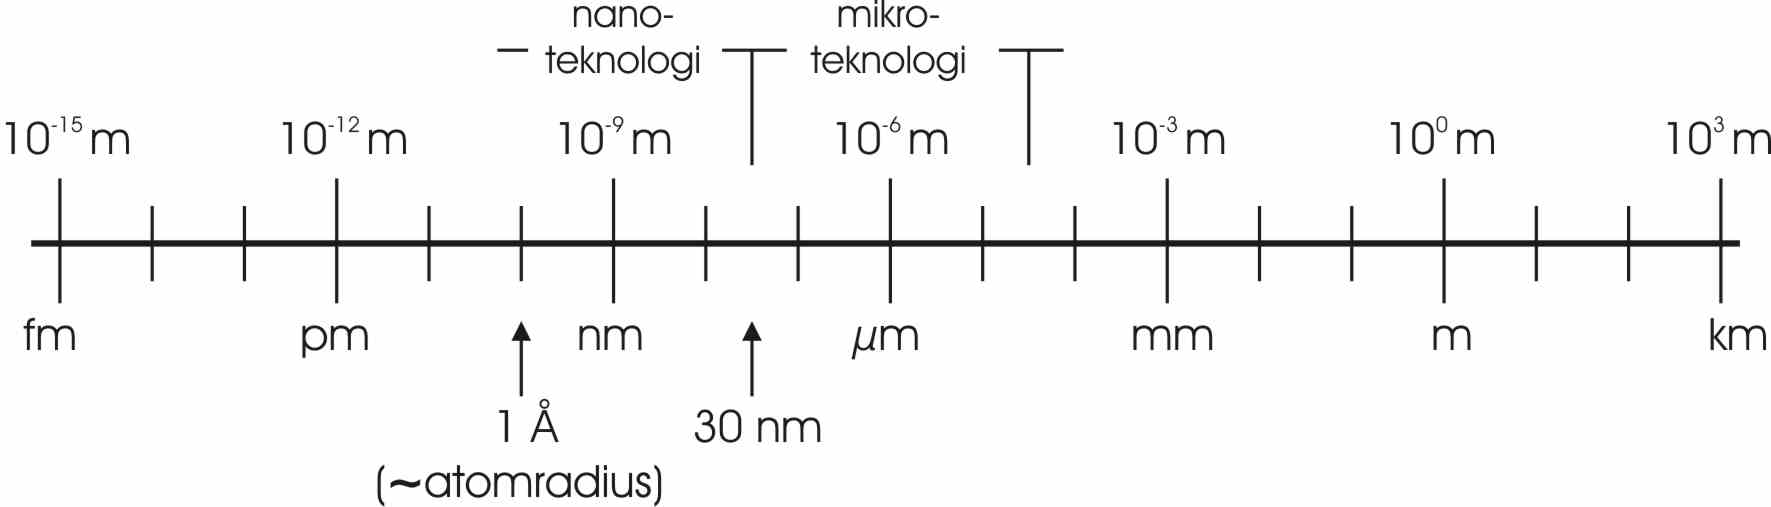 nano-
teknologi
mikro-
teknologi
10⁻¹⁵ m 10⁻¹² m 10⁻⁹ m 10⁻⁶ m 10⁻³ m 10⁰ m 10³ m
fm pm nm μm mm m km
1 Å 30 nm
(~atomradius)